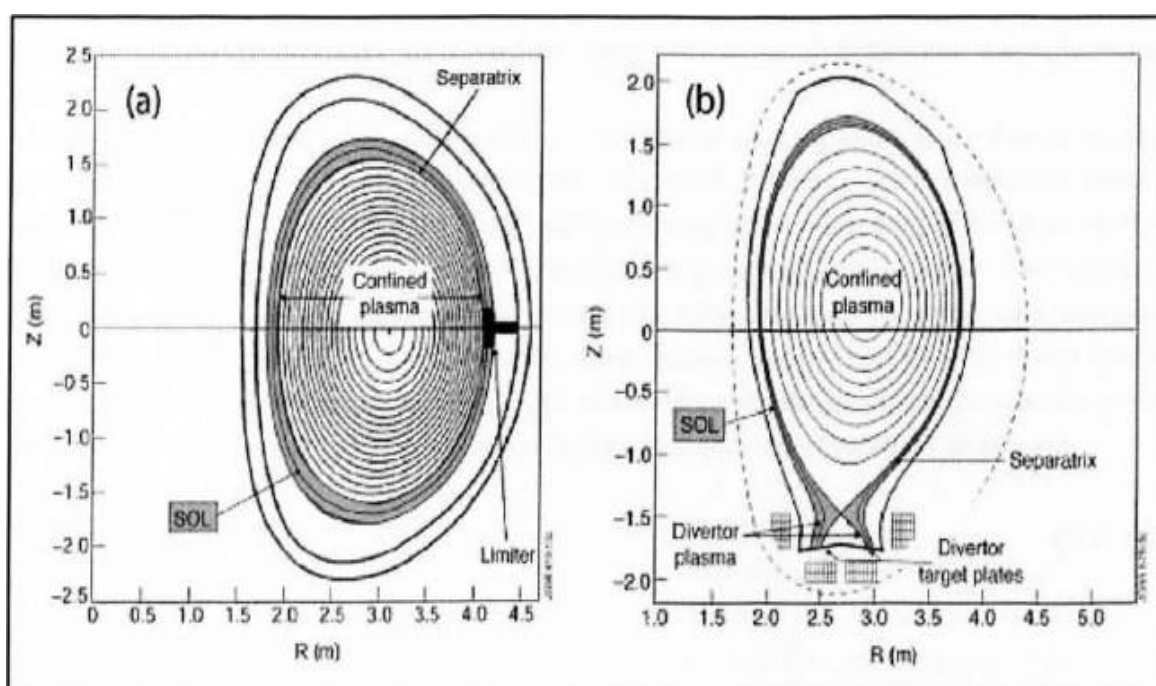 (a)
Separatrix
Confined
plasma
SOL
Limiter
Z (m)
2.5
2.0
1.5
1.0
0.5
0
−0.5
−1.0
−1.5
−2.0
−2.5
0
0.5
1.0
1.5
2.0
2.5
3.0
3.5
4.0
4.5
R (m)
(b)
Confined
plasma
SOL
Separatrix
Divertor
plasma
Divertor
target plates
Z (m)
2.0
1.5
1.0
0.5
0
−0.5
−1.0
−1.5
−2.0
1.0
1.5
2.0
2.5
3.0
3.5
4.0
4.5
5.0
R (m)